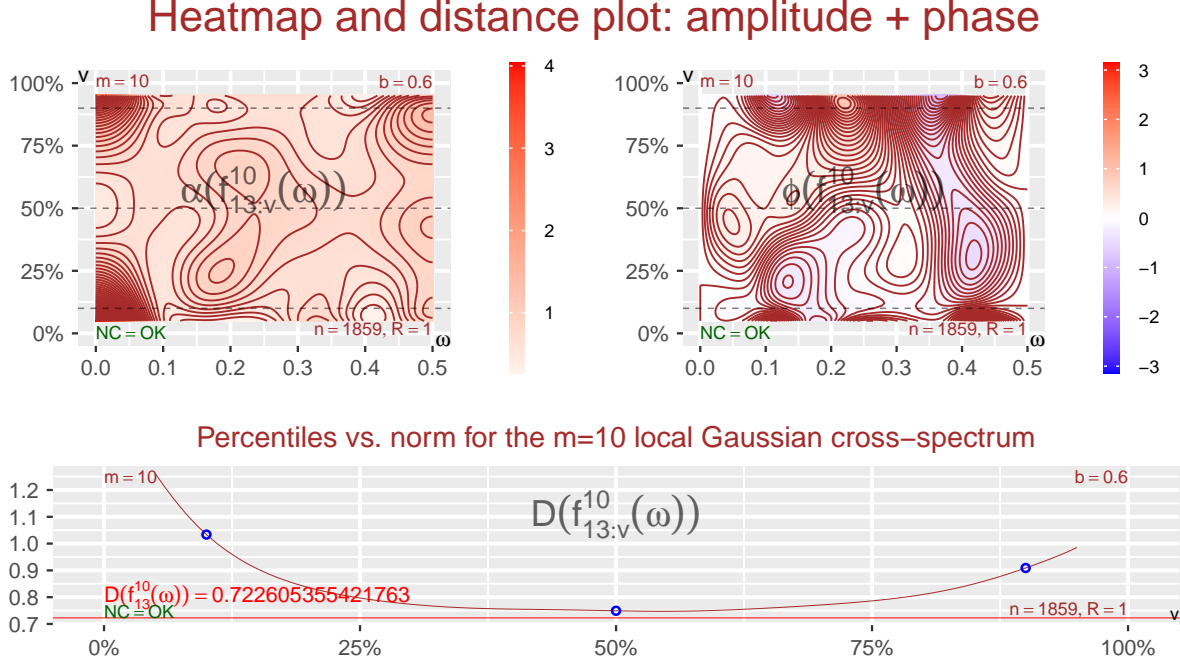 Heatmap and distance plot: amplitude + phase
v
m = 10
b = 0.6
100%
75%
50%
25%
0%
α(f¹⁰₁₃:ᵥ(ω))
NC = OK
n = 1859, R = 1
ω
0.0 0.1 0.2 0.3 0.4 0.5
4
3
2
1
v
m = 10
b = 0.6
100%
75%
50%
25%
0%
ϕ(f¹⁰₁₃:ᵥ(ω))
NC = OK
n = 1859, R = 1
ω
0.0 0.1 0.2 0.3 0.4 0.5
3
2
1
0
−1
−2
−3
Percentiles vs. norm for the m=10 local Gaussian cross−spectrum
m = 10
b = 0.6
D(f¹⁰₁₃:ᵥ(ω))
1.2
1.1
1.0
0.9
0.8
0.7
D(f¹⁰₁₃(ω)) = 0.722605355421763
NC = OK
n = 1859, R = 1
v
0% 25% 50% 75% 100%